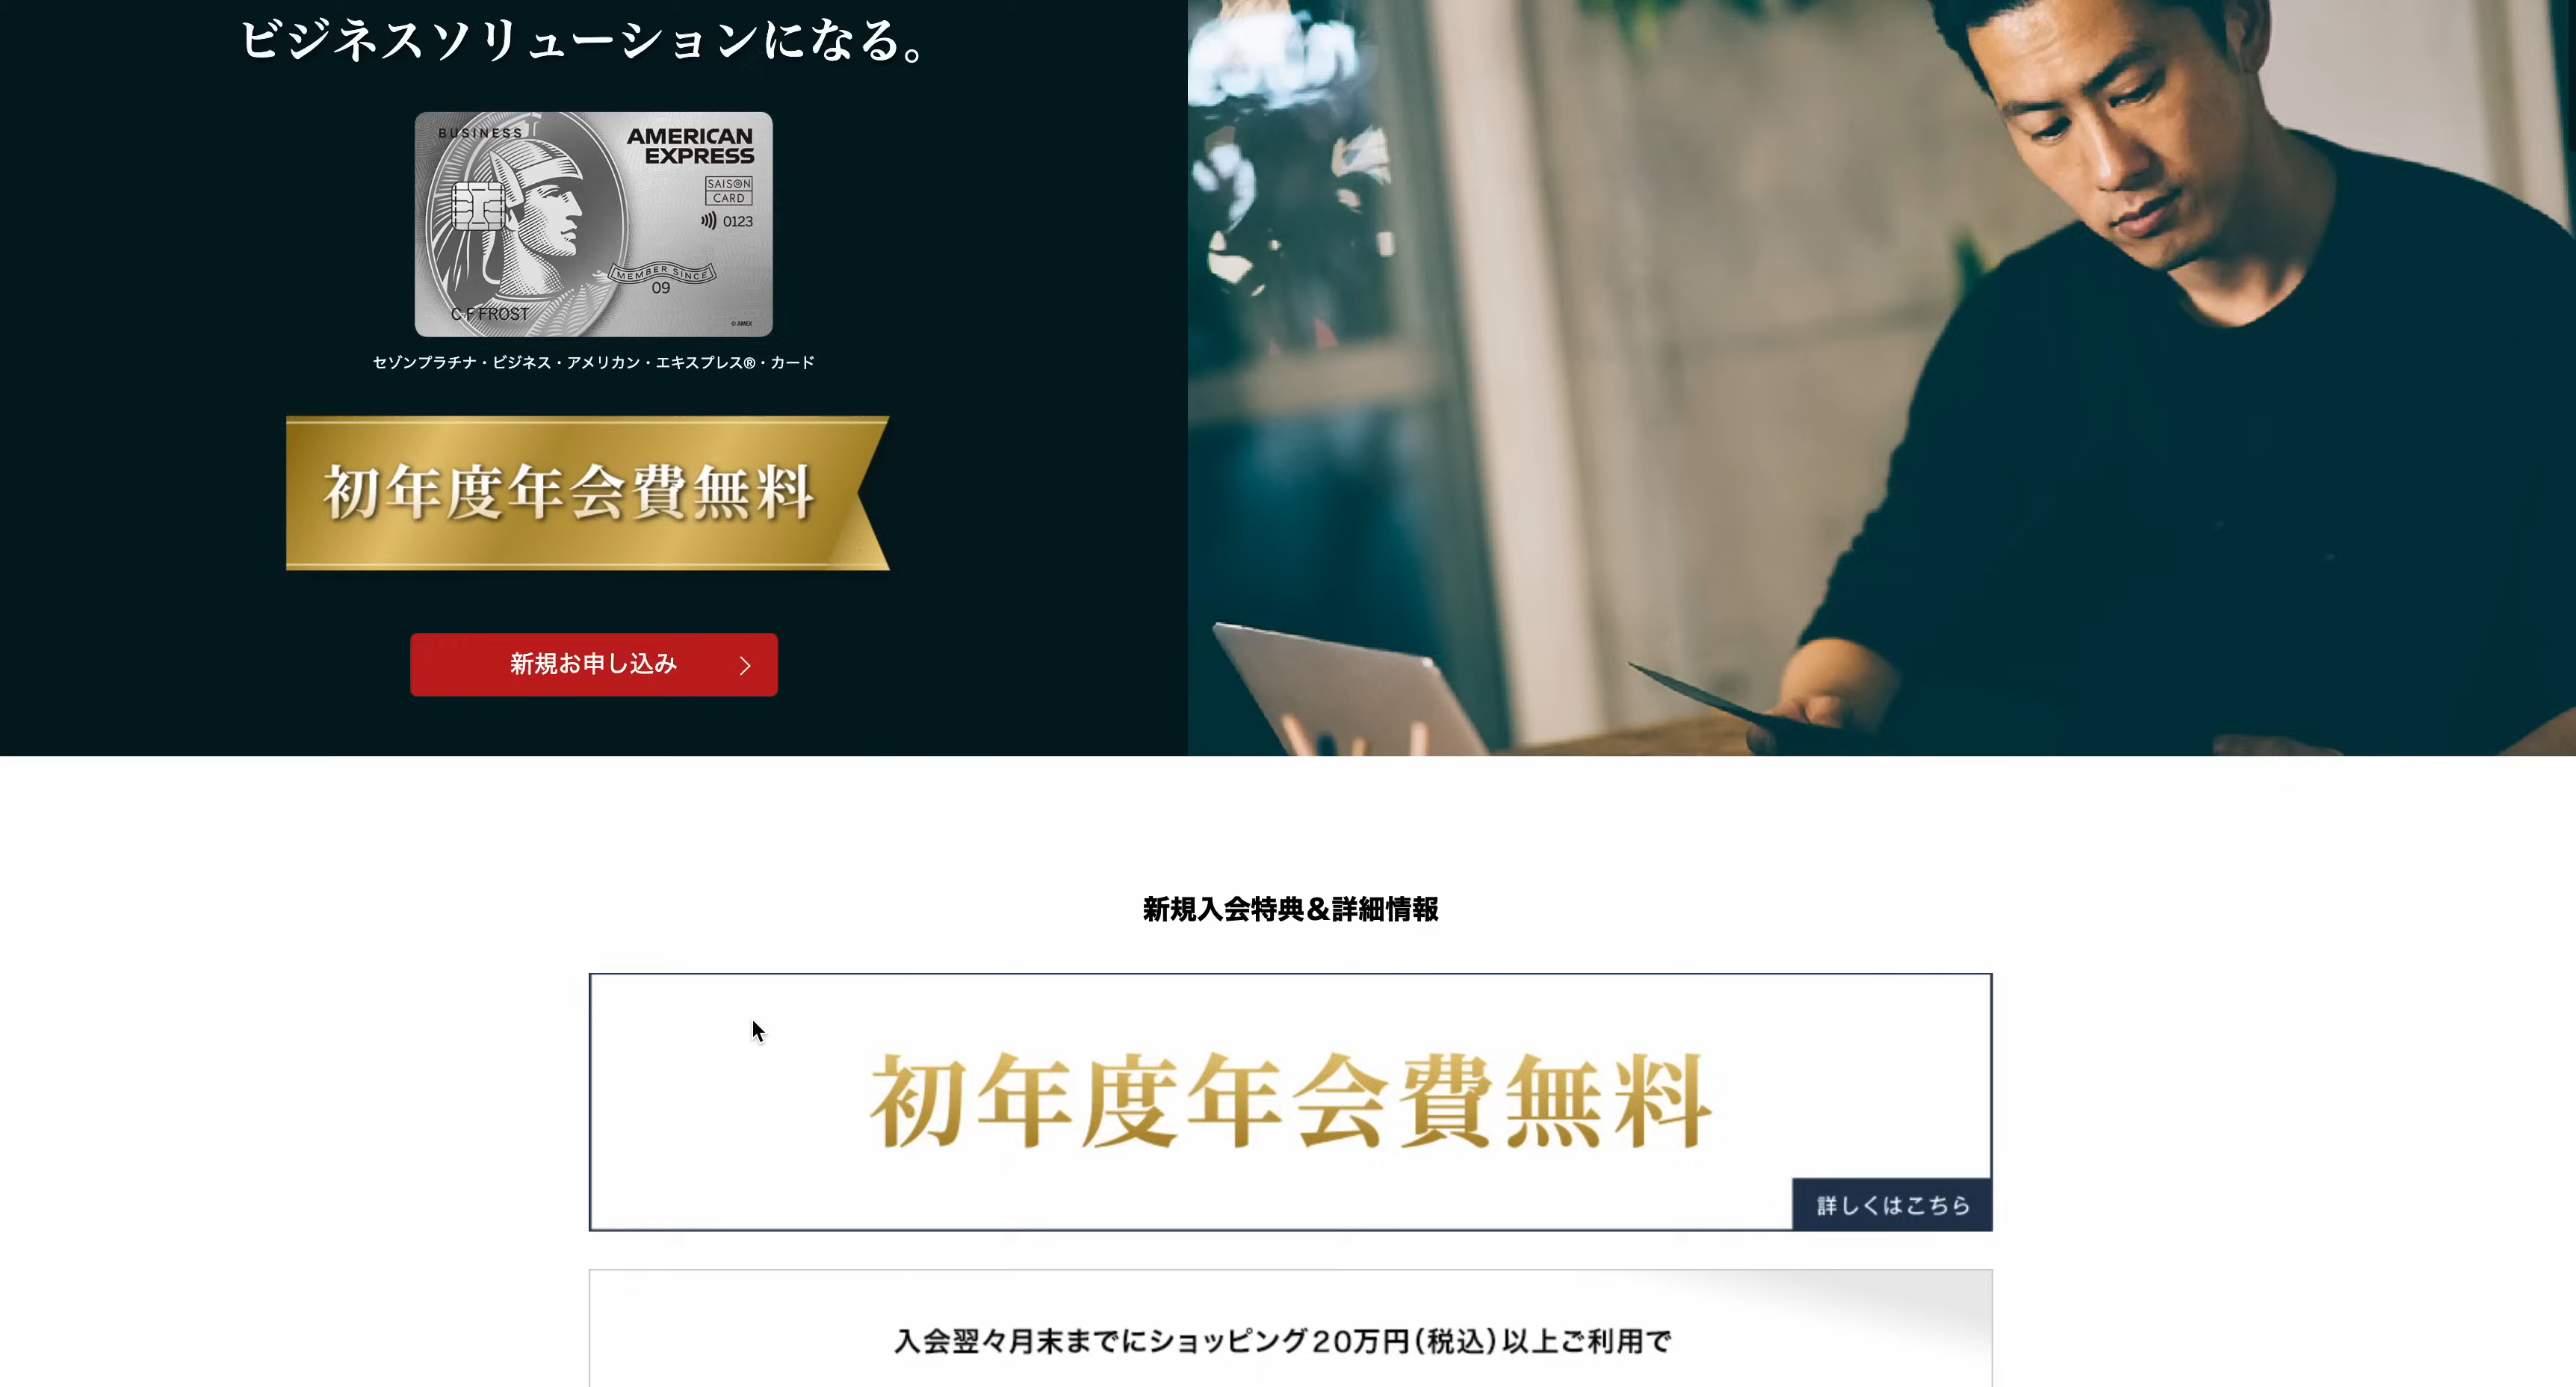 ビジネスソリューションになる。
BUSINESS
AMERICAN
EXPRESS
SAISON
CARD
0123
MEMBER SINCE
09
C F FROST
© AMEX
セゾンプラチナ・ビジネス・アメリカン・エキスプレス®・カード
初年度年会費無料
新規お申し込み
新規入会特典＆詳細情報
初年度年会費無料
詳しくはこちら
入会翌々月末までにショッピング20万円(税込)以上ご利用で